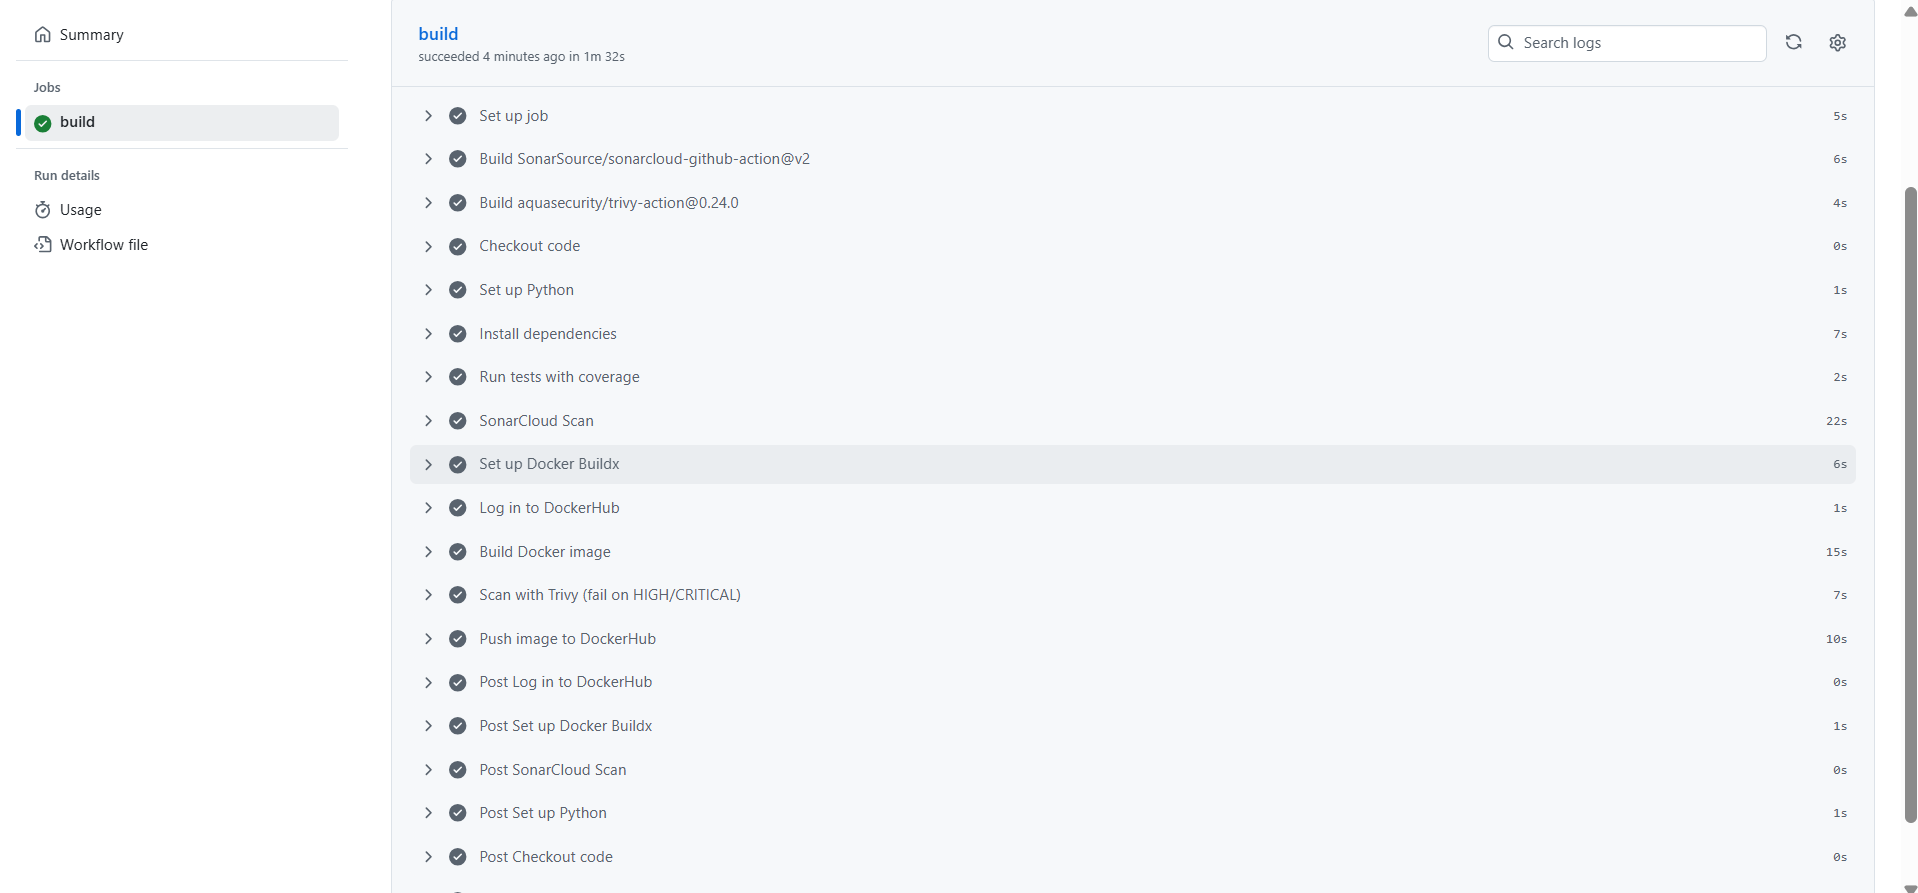 Summary
Jobs
build
Run details
Usage
Workflow file
build
succeeded 4 minutes ago in 1m 32s
Search logs
Set up job 5s
Build SonarSource/sonarcloud-github-action@v2 6s
Build aquasecurity/trivy-action@0.24.0 4s
Checkout code 0s
Set up Python 1s
Install dependencies 7s
Run tests with coverage 2s
SonarCloud Scan 22s
Set up Docker Buildx 6s
Log in to DockerHub 1s
Build Docker image 15s
Scan with Trivy (fail on HIGH/CRITICAL) 7s
Push image to DockerHub 10s
Post Log in to DockerHub 0s
Post Set up Docker Buildx 1s
Post SonarCloud Scan 0s
Post Set up Python 1s
Post Checkout code 0s